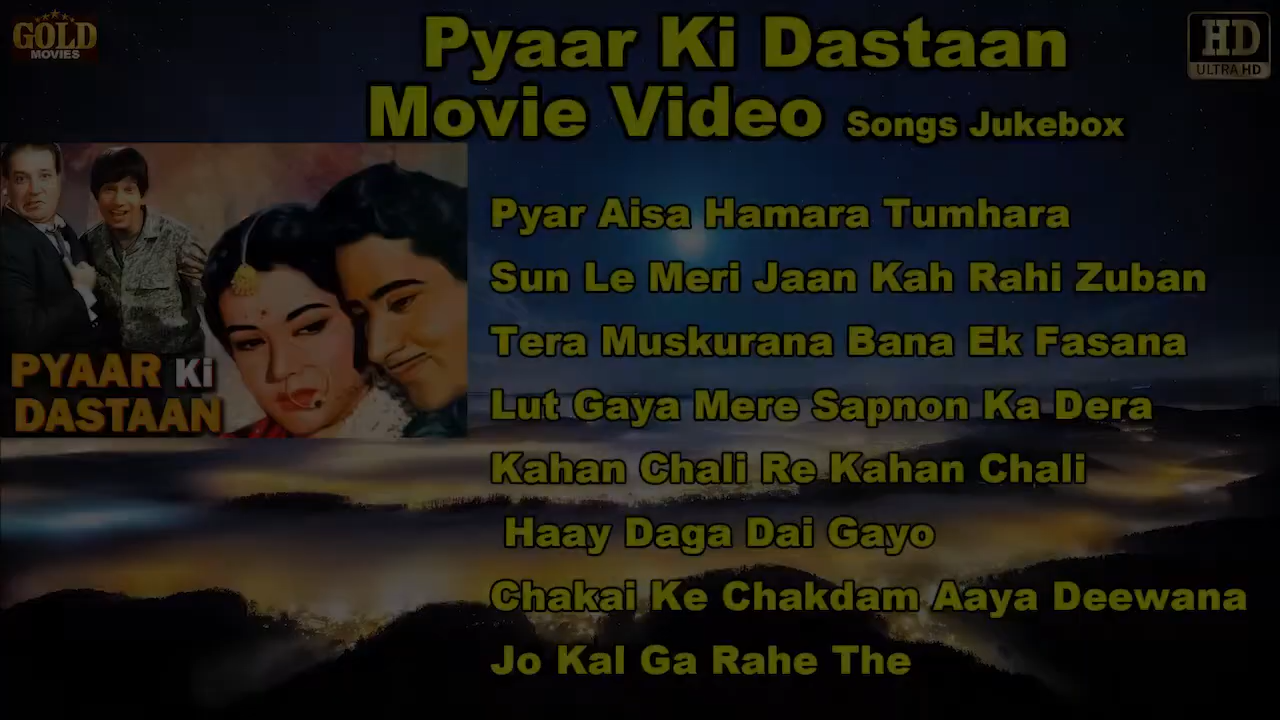 GOLD
MOVIES
HD
ULTRA HD
Pyaar Ki Dastaan
Movie Video Songs Jukebox
PYAAR Ki
DASTAAN
Pyar Aisa Hamara Tumhara
Sun Le Meri Jaan Kah Rahi Zuban
Tera Muskurana Bana Ek Fasana
Lut Gaya Mere Sapnon Ka Dera
Kahan Chali Re Kahan Chali
Haay Daga Dai Gayo
Chakai Ke Chakdam Aaya Deewana
Jo Kal Ga Rahe The